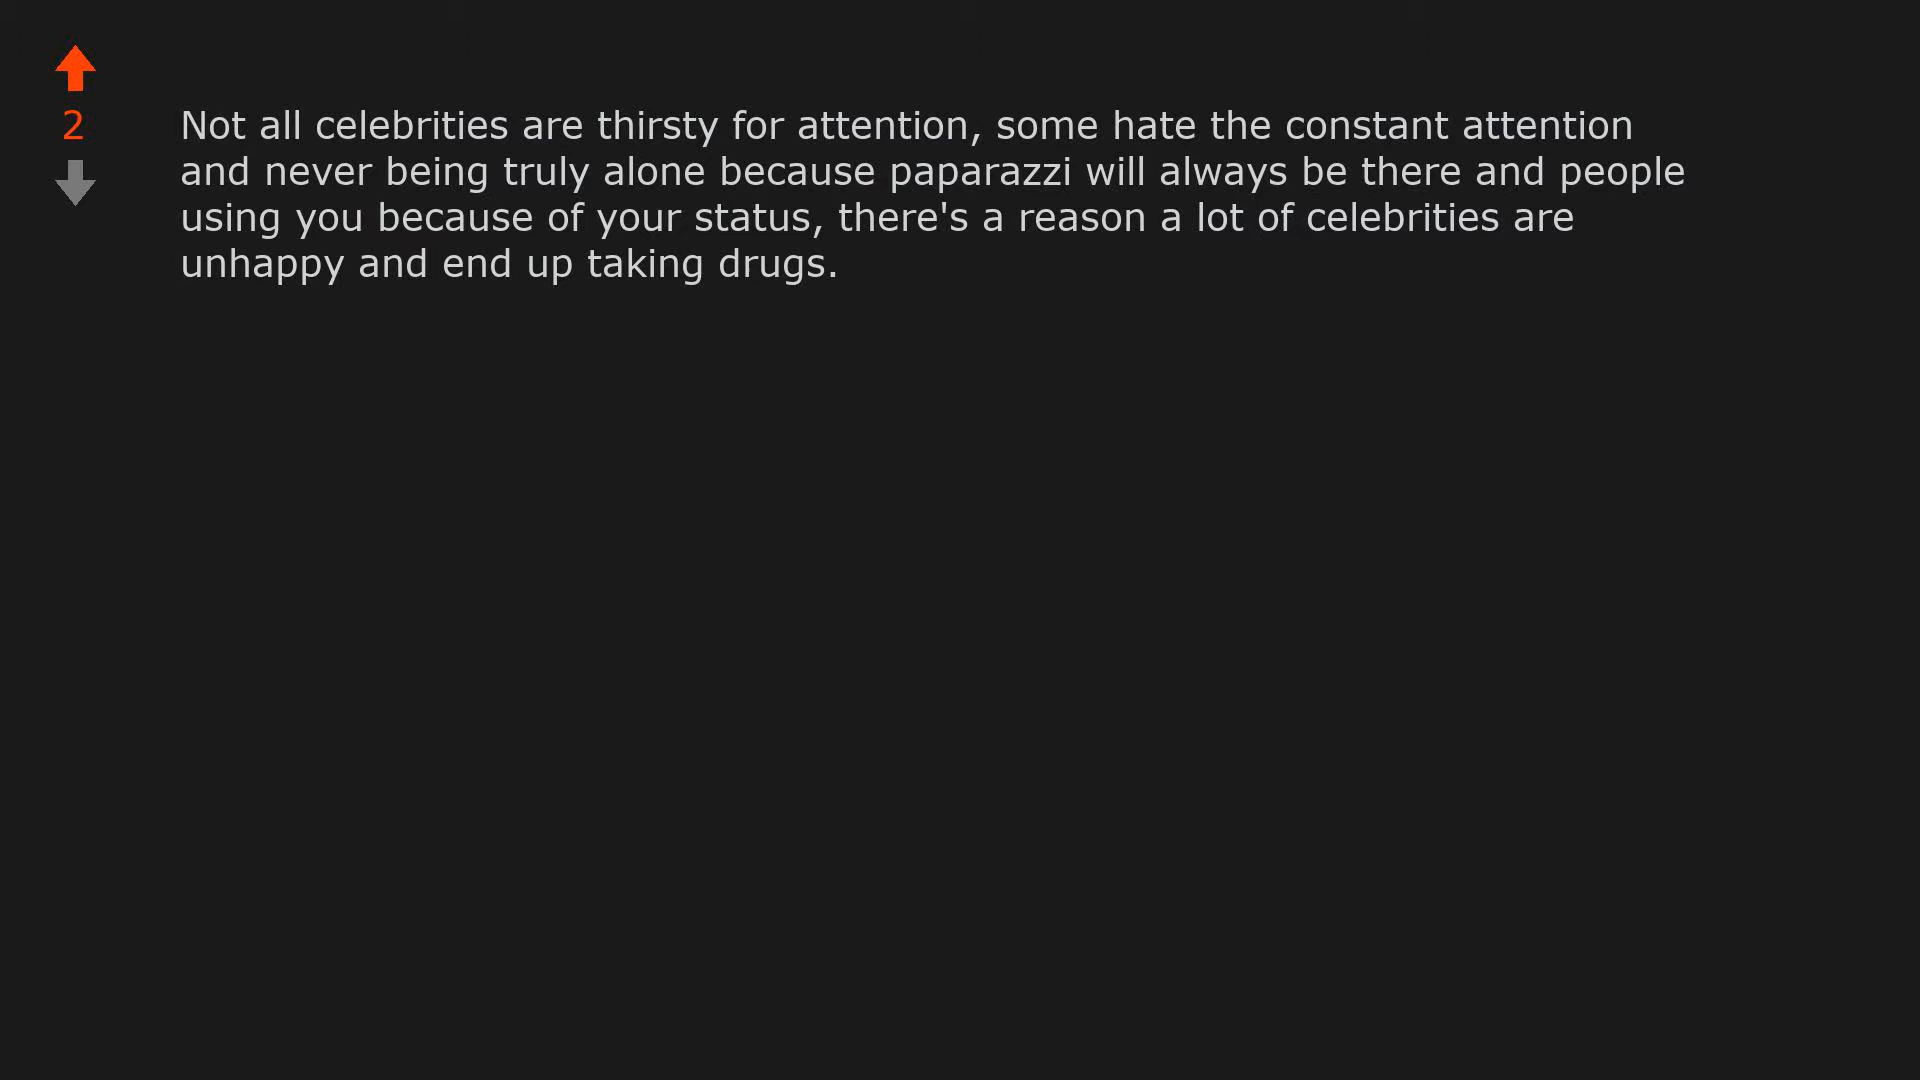 2
Not all celebrities are thirsty for attention, some hate the constant attention
and never being truly alone because paparazzi will always be there and people
using you because of your status, there's a reason a lot of celebrities are
unhappy and end up taking drugs.